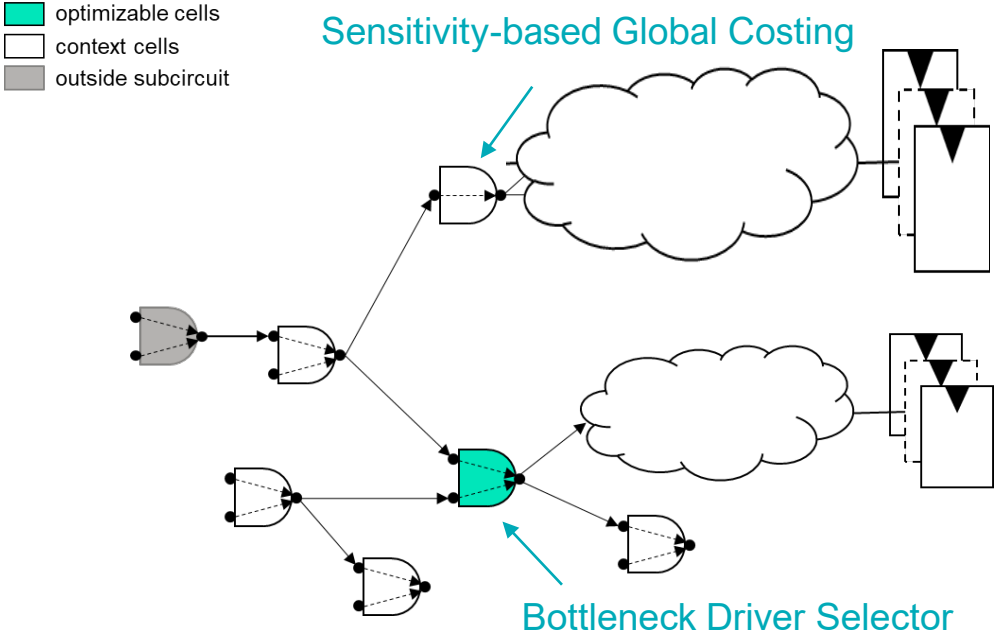 optimizable cells
context cells
outside subcircuit
Sensitivity-based Global Costing
Bottleneck Driver Selector